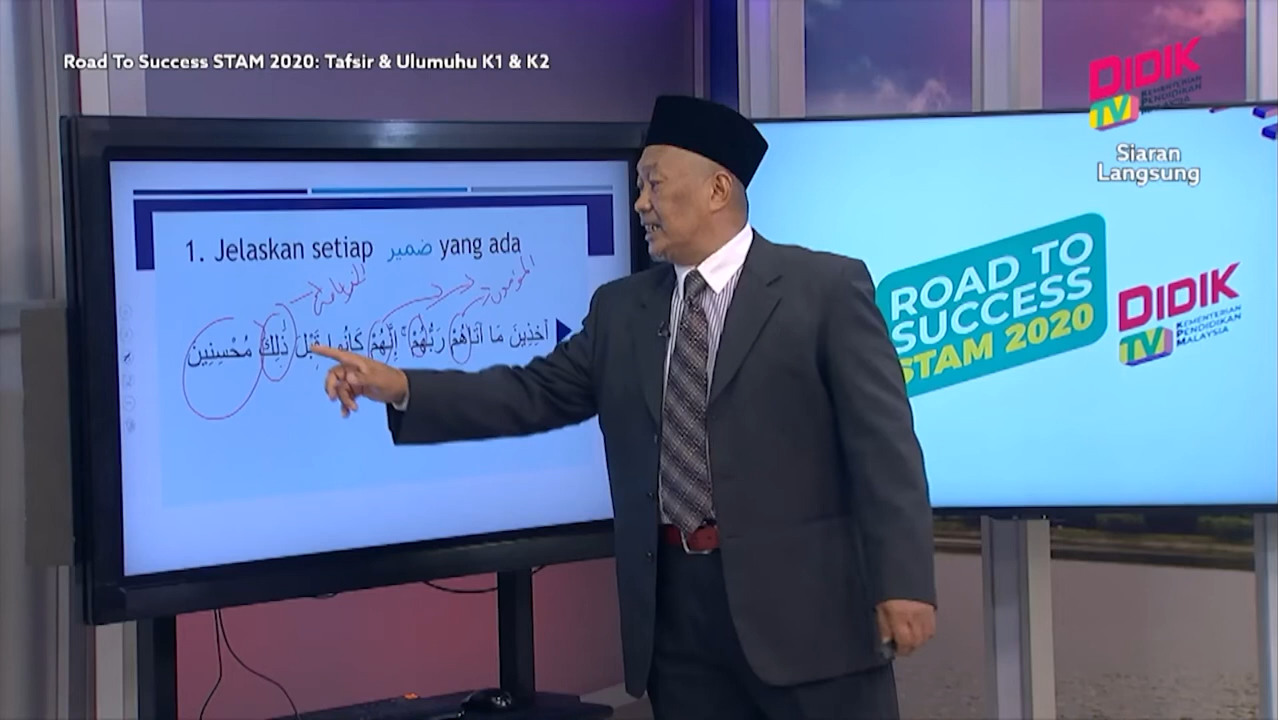 Road To Success STAM 2020: Tafsir & Ulumuhu K1 & K2
DIDIK
TV
KEMENTERIAN
PENDIDIKAN
MALAYSIA
Siaran
Langsung
1. Jelaskan setiap ضمير yang ada
آخِذِينَ مَا آتَاهُمْ رَبُّهُمْ ۚ إِنَّهُمْ كَانُوا قَبْلَ ذَٰلِكَ مُحْسِنِينَ
ROAD TO
SUCCESS
STAM 2020
DIDIK
TV
KEMENTERIAN
PENDIDIKAN
MALAYSIA